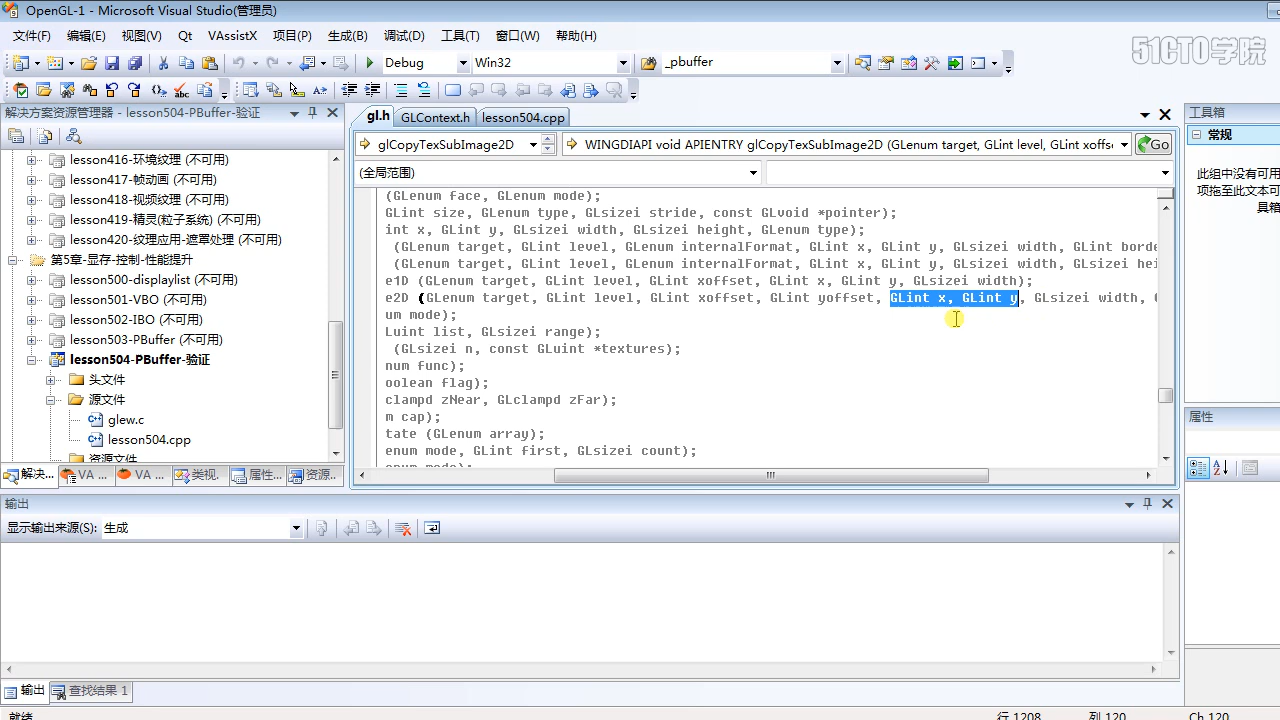 OpenGL-1 - Microsoft Visual Studio(管理员)
文件(F) 编辑(E) 视图(V) Qt VAssistX 项目(P) 生成(B) 调试(D) 工具(T) 窗口(W) 帮助(H)
51CTO学院
Debug Win32 _pbuffer
解决方案资源管理器 - lesson504-PBuffer-验证
gl.h GLContext.h lesson504.cpp
工具箱
常规
glCopyTexSubImage2D WINGDIAPI void APIENTRY glCopyTexSubImage2D (GLenum target, GLint level, GLint xoffs Go
(全局范围)
此组中没有可用
项拖至此文本可
具箱
lesson416-环境纹理 (不可用)
lesson417-帧动画 (不可用)
lesson418-视频纹理 (不可用)
lesson419-精灵(粒子系统) (不可用)
lesson420-纹理应用-遮罩处理 (不可用)
第5章-显存-控制-性能提升
lesson500-displaylist (不可用)
lesson501-VBO (不可用)
lesson502-IBO (不可用)
lesson503-PBuffer (不可用)
lesson504-PBuffer-验证
头文件
源文件
glew.c
lesson504.cpp
资源文件
(GLenum face, GLenum mode);
GLint size, GLenum type, GLsizei stride, const GLvoid *pointer);
int x, GLint y, GLsizei width, GLsizei height, GLenum type);
(GLenum target, GLint level, GLenum internalFormat, GLint x, GLint y, GLsizei width, GLint borde
(GLenum target, GLint level, GLenum internalFormat, GLint x, GLint y, GLsizei width, GLsizei hei
e1D (GLenum target, GLint level, GLint xoffset, GLint x, GLint y, GLsizei width);
e2D (GLenum target, GLint level, GLint xoffset, GLint yoffset, GLint x, GLint y, GLsizei width, G
um mode);
Luint list, GLsizei range);
(GLsizei n, const GLuint *textures);
num func);
oolean flag);
clampd zNear, GLclampd zFar);
m cap);
tate (GLenum array);
enum mode, GLint first, GLsizei count);
enum mode);
属性
解决... VA ... VA ... 类视. 属性... 资源..
输出
显示输出来源(S): 生成
输出 查找结果 1
就绪 行 1208 列 120 Ch 120